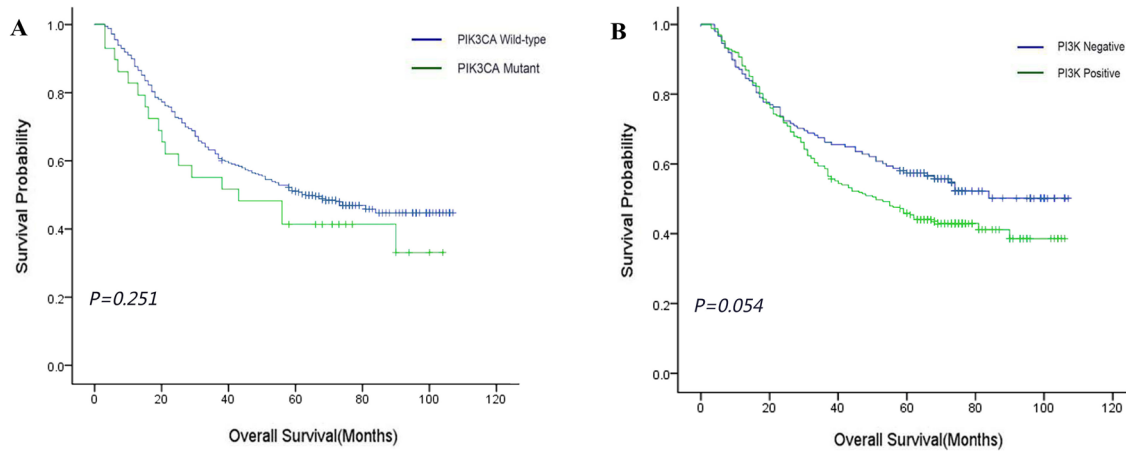 A
PIK3CA Wild-type
PIK3CA Mutant
1.0
0.8
0.6
0.4
0.2
0.0
Survival Probability
P=0.251
0 20 40 60 80 100 120
Overall Survival(Months)
B
PI3K Negative
PI3K Positive
1.0
0.8
0.6
0.4
0.2
0.0
Survival Probability
P=0.054
0 20 40 60 80 100 120
Overall Survival(Months)